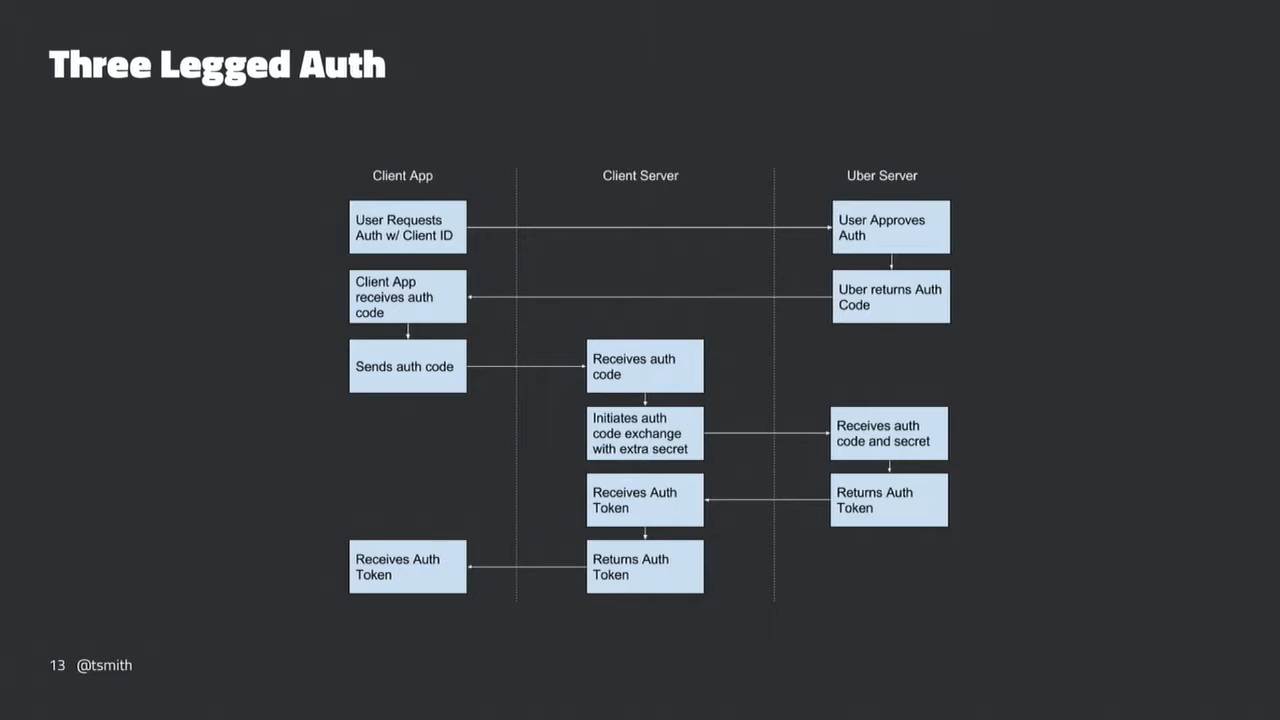 Three Legged Auth
Client App
Client Server
Uber Server
User Requests
Auth w/ Client ID
User Approves
Auth
Client App
receives auth
code
Uber returns Auth
Code
Sends auth code
Receives auth
code
Initiates auth
code exchange
with extra secret
Receives auth
code and secret
Receives Auth
Token
Returns Auth
Token
Receives Auth
Token
Returns Auth
Token
13 @tsmith